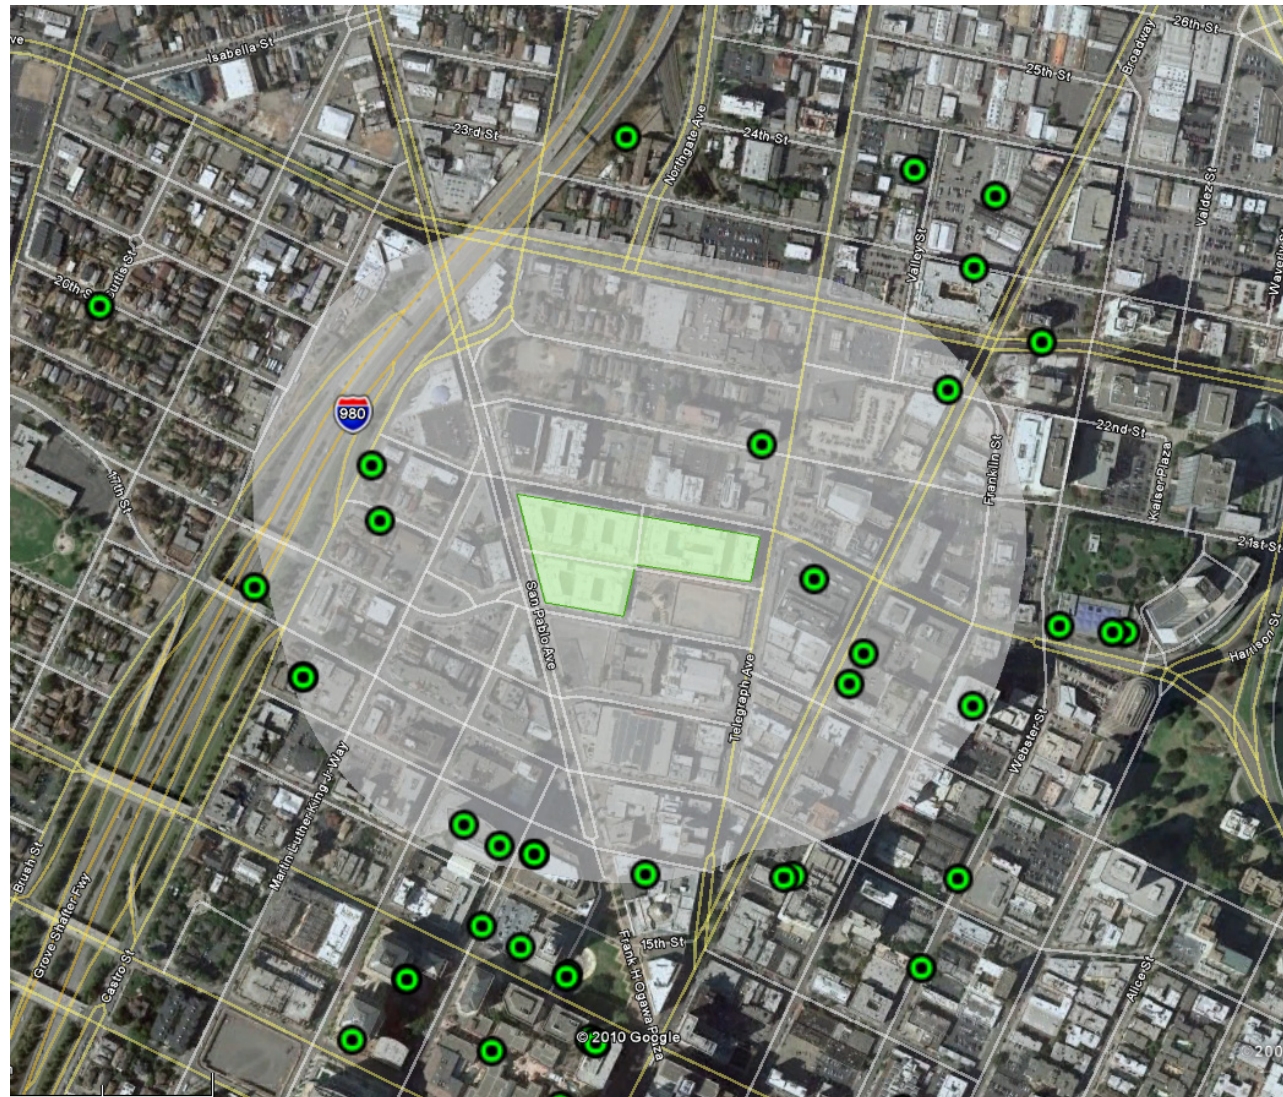 26th St
Broadway
ve
Isabella St
25th St
23rd St
24th St
Northgate Ave
Valdez St
Valley St
20th S
Curtis St
980
22nd St
Franklin St
Kaiser Plaza
17th St
21st St
San Pablo Ave
Harrison St
Telegraph Ave
Webster St
Martin Luther King Jr Way
Brush St
Grove Shafter Fwy
15th St
Frank H Ogawa Plaza
Castro St
Alice St
© 2010 Google
© 200